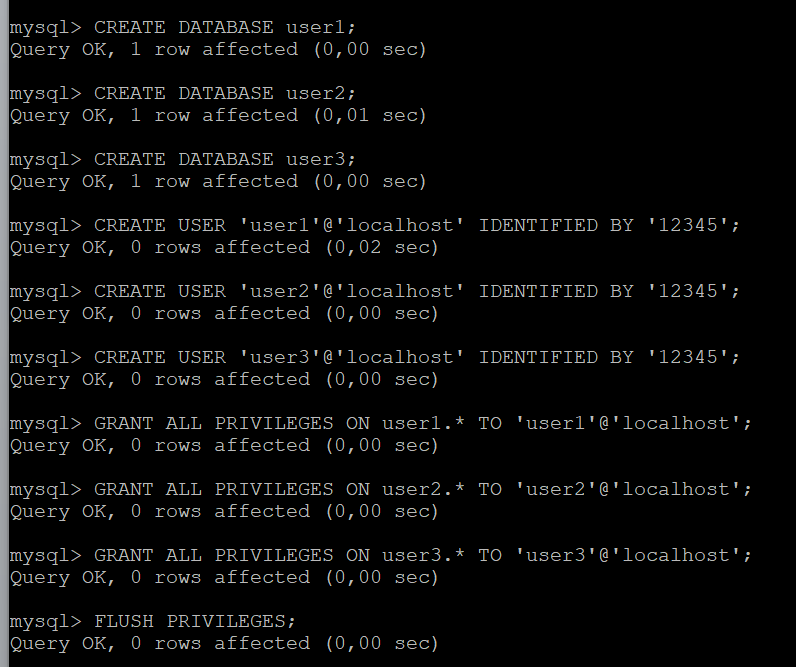 mysql> CREATE DATABASE user1;
Query OK, 1 row affected (0,00 sec)
mysql> CREATE DATABASE user2;
Query OK, 1 row affected (0,01 sec)
mysql> CREATE DATABASE user3;
Query OK, 1 row affected (0,00 sec)
mysql> CREATE USER 'user1'@'localhost' IDENTIFIED BY '12345';
Query OK, 0 rows affected (0,02 sec)
mysql> CREATE USER 'user2'@'localhost' IDENTIFIED BY '12345';
Query OK, 0 rows affected (0,00 sec)
mysql> CREATE USER 'user3'@'localhost' IDENTIFIED BY '12345';
Query OK, 0 rows affected (0,00 sec)
mysql> GRANT ALL PRIVILEGES ON user1.* TO 'user1'@'localhost';
Query OK, 0 rows affected (0,00 sec)
mysql> GRANT ALL PRIVILEGES ON user2.* TO 'user2'@'localhost';
Query OK, 0 rows affected (0,00 sec)
mysql> GRANT ALL PRIVILEGES ON user3.* TO 'user3'@'localhost';
Query OK, 0 rows affected (0,00 sec)
mysql> FLUSH PRIVILEGES;
Query OK, 0 rows affected (0,00 sec)